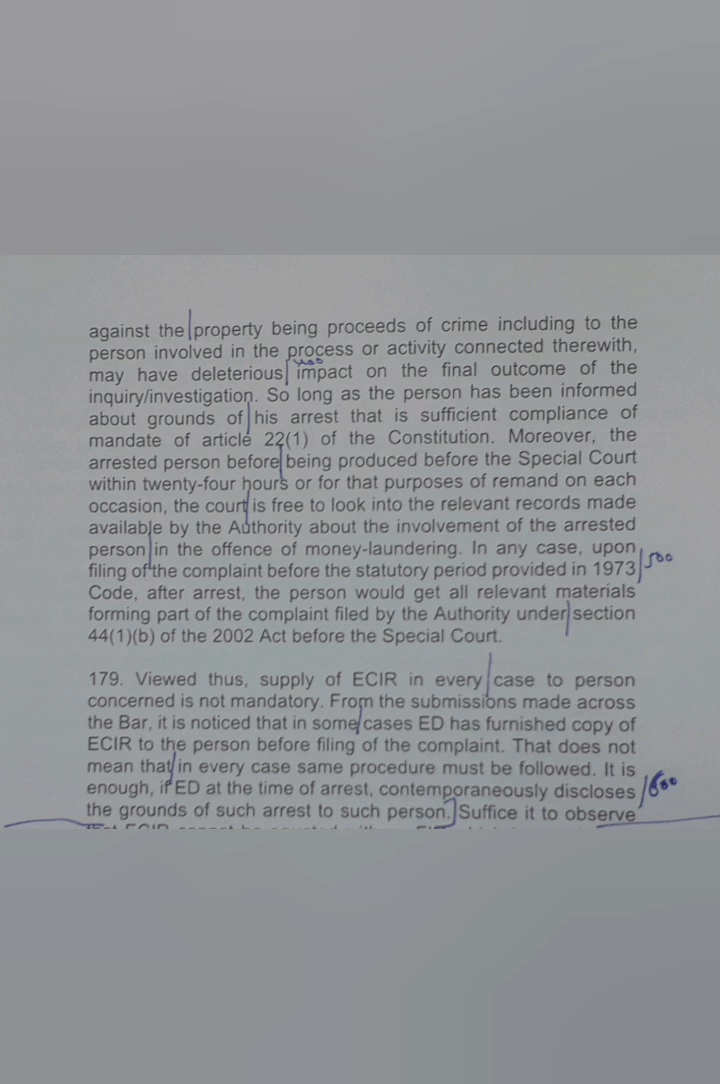 against the property being proceeds of crime including to the
person involved in the process or activity connected therewith,
400
may have deleterious impact on the final outcome of the
inquiry/investigation. So long as the person has been informed
about grounds of his arrest that is sufficient compliance of
mandate of article 22(1) of the Constitution. Moreover, the
arrested person before being produced before the Special Court
within twenty-four hours or for that purposes of remand on each
occasion, the court is free to look into the relevant records made
available by the Authority about the involvement of the arrested
person in the offence of money-laundering. In any case, upon
filing of the complaint before the statutory period provided in 1973 500
Code, after arrest, the person would get all relevant materials
forming part of the complaint filed by the Authority under section
44(1)(b) of the 2002 Act before the Special Court.
179. Viewed thus, supply of ECIR in every case to person
concerned is not mandatory. From the submissions made across
the Bar, it is noticed that in some cases ED has furnished copy of
ECIR to the person before filing of the complaint. That does not
mean that in every case same procedure must be followed. It is
enough, if ED at the time of arrest, contemporaneously discloses 600
the grounds of such arrest to such person.] Suffice it to observe